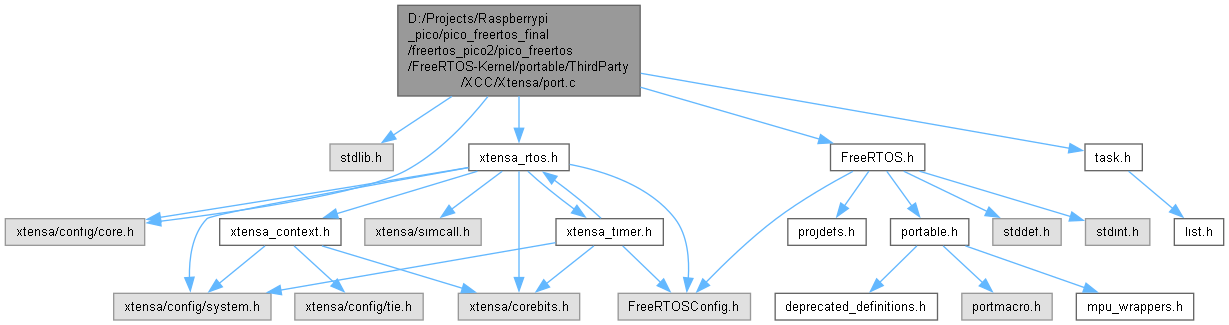 D:/Projects/Raspberrypi
_pico/pico_freertos_final
/freertos_pico2/pico_freertos
/FreeRTOS-Kernel/portable/ThirdParty
/XCC/Xtensa/port.c
stdlib.h
xtensa_rtos.h
FreeRTOS.h
task.h
xtensa/config/core.h
xtensa_context.h
xtensa/simcall.h
xtensa_timer.h
projdefs.h
portable.h
stddef.h
stdint.h
list.h
xtensa/config/system.h
xtensa/config/tie.h
xtensa/corebits.h
FreeRTOSConfig.h
deprecated_definitions.h
portmacro.h
mpu_wrappers.h